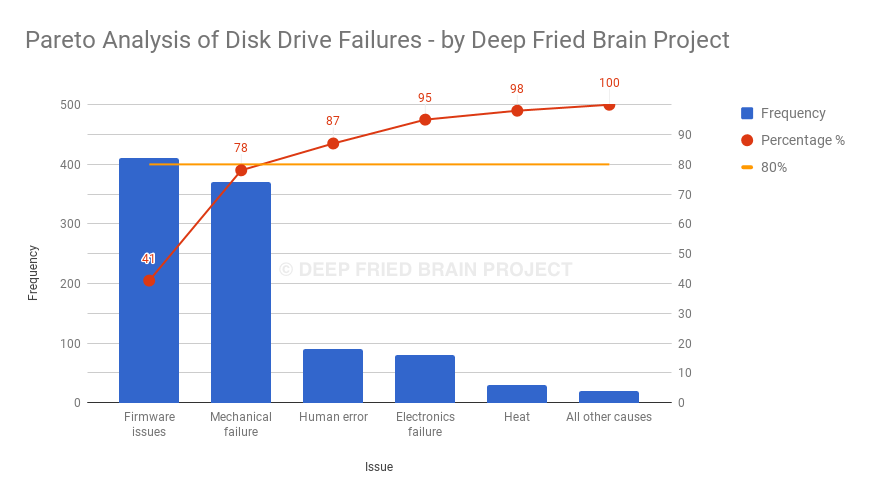 Pareto Analysis of Disk Drive Failures - by Deep Fried Brain Project
500
400
300
200
100
0
Frequency
41
78
87
95
98
100
90
80
70
60
50
40
30
20
10
0
© DEEP FRIED BRAIN PROJECT
Firmware
issues
Mechanical
failure
Human error
Electronics
failure
Heat
All other causes
Issue
Frequency
Percentage %
80%